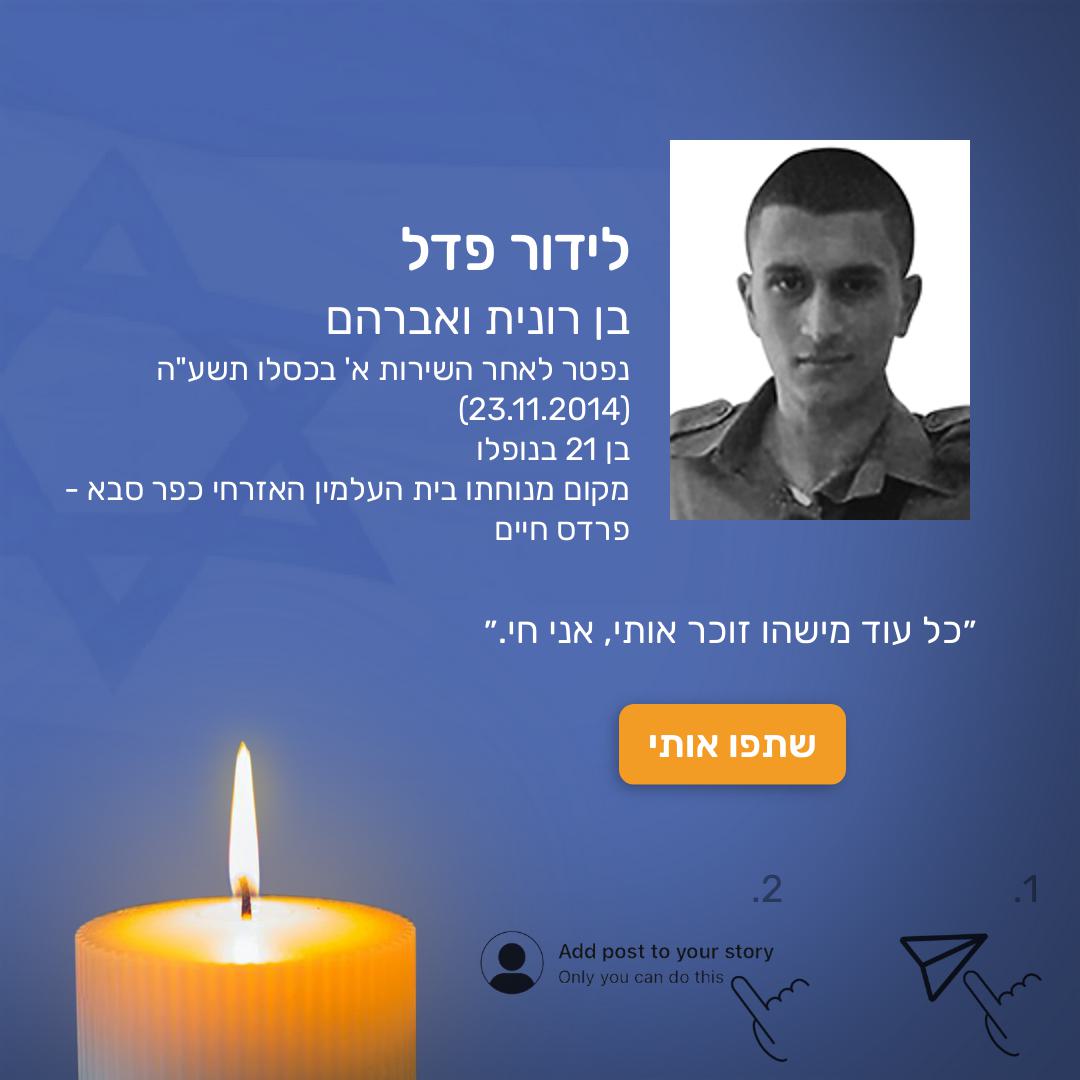 לידור פדל
בן רונית ואברהם
נפטר לאחר השירות א' בכסלו תשע"ה
(23.11.2014)
בן 21 בנופלו
מקום מנוחתו בית העלמין האזרחי כפר סבא -
פרדס חיים
״כל עוד מישהו זוכר אותי, אני חי.״
שתפו אותי
1.
2.
Add post to your story
Only you can do this